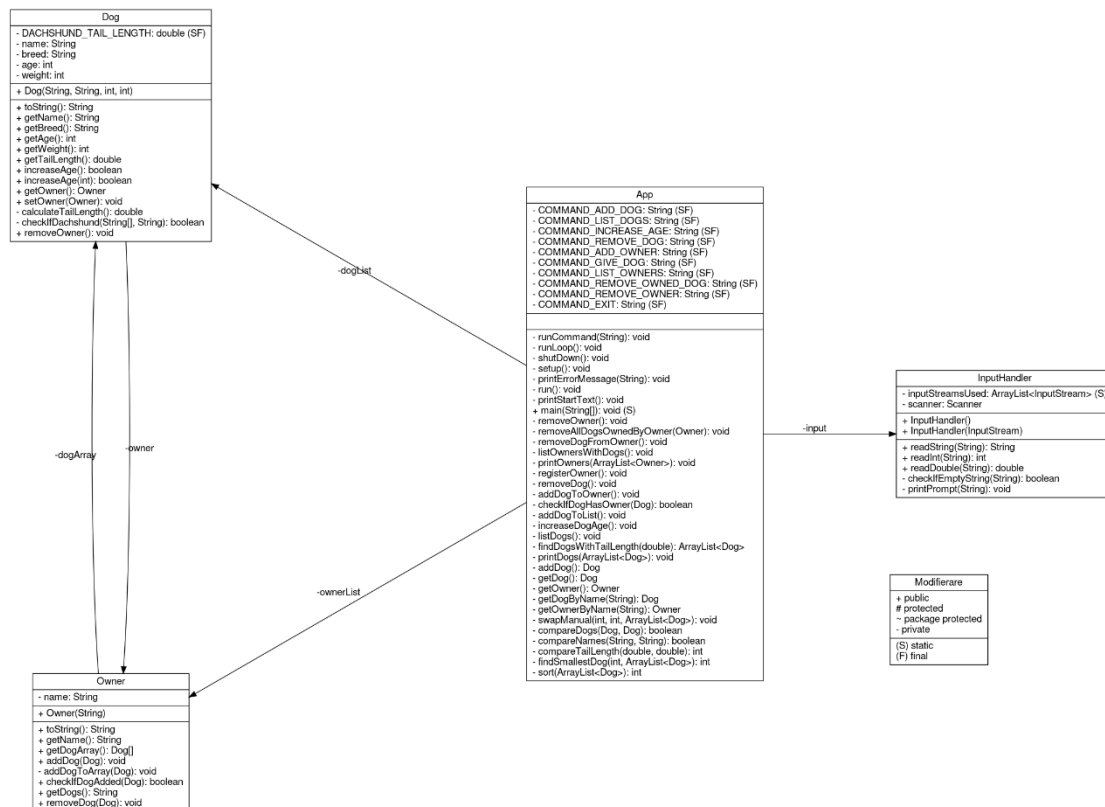 Dog
- DACHSHUND_TAIL_LENGTH: double (SF)
- name: String
- breed: String
- age: int
- weight: int
+ Dog(String, String, int, int)
+ toString(): String
+ getName(): String
+ getBreed(): String
+ getAge(): int
+ getWeight(): int
+ getTailLength(): double
+ increaseAge(): boolean
+ increaseAge(int): boolean
+ getOwner(): Owner
+ setOwner(Owner): void
- calculateTailLength(): double
- checkIfDachshund(String[], String): boolean
+ removeOwner(): void
-dogList
-dogArray
-owner
-ownerList
-input
App
- COMMAND_ADD_DOG: String (SF)
- COMMAND_LIST_DOGS: String (SF)
- COMMAND_INCREASE_AGE: String (SF)
- COMMAND_REMOVE_DOG: String (SF)
- COMMAND_ADD_OWNER: String (SF)
- COMMAND_GIVE_DOG: String (SF)
- COMMAND_LIST_OWNERS: String (SF)
- COMMAND_REMOVE_OWNED_DOG: String (SF)
- COMMAND_REMOVE_OWNER: String (SF)
- COMMAND_EXIT: String (SF)
- runCommand(String): void
- runLoop(): void
- shutDown(): void
- setup(): void
- printErrorMessage(String): void
- run(): void
- printStartText(): void
+ main(String[]): void (S)
- removeOwner(): void
- removeAllDogsOwnedByOwner(Owner): void
- removeDogFromOwner(): void
- listOwnersWithDogs(): void
- printOwners(ArrayList<Owner>): void
- registerOwner(): void
- removeDog(): void
- addDogToOwner(): void
- checkIfDogHasOwner(Dog): boolean
- addDogToList(): void
- increaseDogAge(): void
- listDogs(): void
- findDogsWithTailLength(double): ArrayList<Dog>
- printDogs(ArrayList<Dog>): void
- addDog(): Dog
- getDog(): Dog
- getOwner(): Owner
- getDogByName(String): Dog
- getOwnerByName(String): Owner
- swapManual(int, int, ArrayList<Dog>): void
- compareDogs(Dog, Dog): boolean
- compareNames(String, String): boolean
- compareTailLength(double, double): int
- findSmallestDog(int, ArrayList<Dog>): int
- sort(ArrayList<Dog>): int
InputHandler
- inputStreamsUsed: ArrayList<InputStream> (S)
- scanner: Scanner
+ InputHandler()
+ InputHandler(InputStream)
+ readString(String): String
+ readInt(String): int
+ readDouble(String): double
- checkIfEmptyString(String): boolean
- printPrompt(String): void
Modifierare
+ public
# protected
~ package protected
- private
(S) static
(F) final
Owner
- name: String
+ Owner(String)
+ toString(): String
+ getName(): String
+ getDogArray(): Dog[]
+ addDog(Dog): void
- addDogToArray(Dog): void
+ checkIfDogAdded(Dog): boolean
+ getDogs(): String
+ removeDog(Dog): void